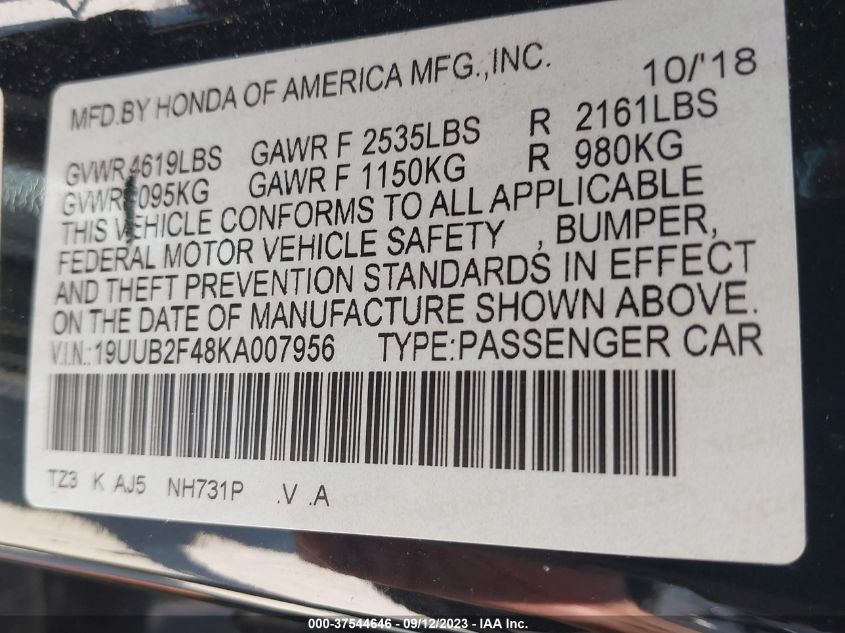 MFD.BY HONDA OF AMERICA MFG.,INC. 10/'18
GVWR 4619LBS GAWR F 2535LBS R 2161LBS
GVWR 095KG GAWR F 1150KG R 980KG
THIS VEHICLE CONFORMS TO ALL APPLICABLE
FEDERAL MOTOR VEHICLE SAFETY , BUMPER,
AND THEFT PREVENTION STANDARDS IN EFFECT
ON THE DATE OF MANUFACTURE SHOWN ABOVE.
V.I.N.:19UUB2F48KA007956 TYPE:PASSENGER CAR
TZ3 K AJ5 NH731P .V .A
000-37544646 - 09/12/2023 - IAA Inc.